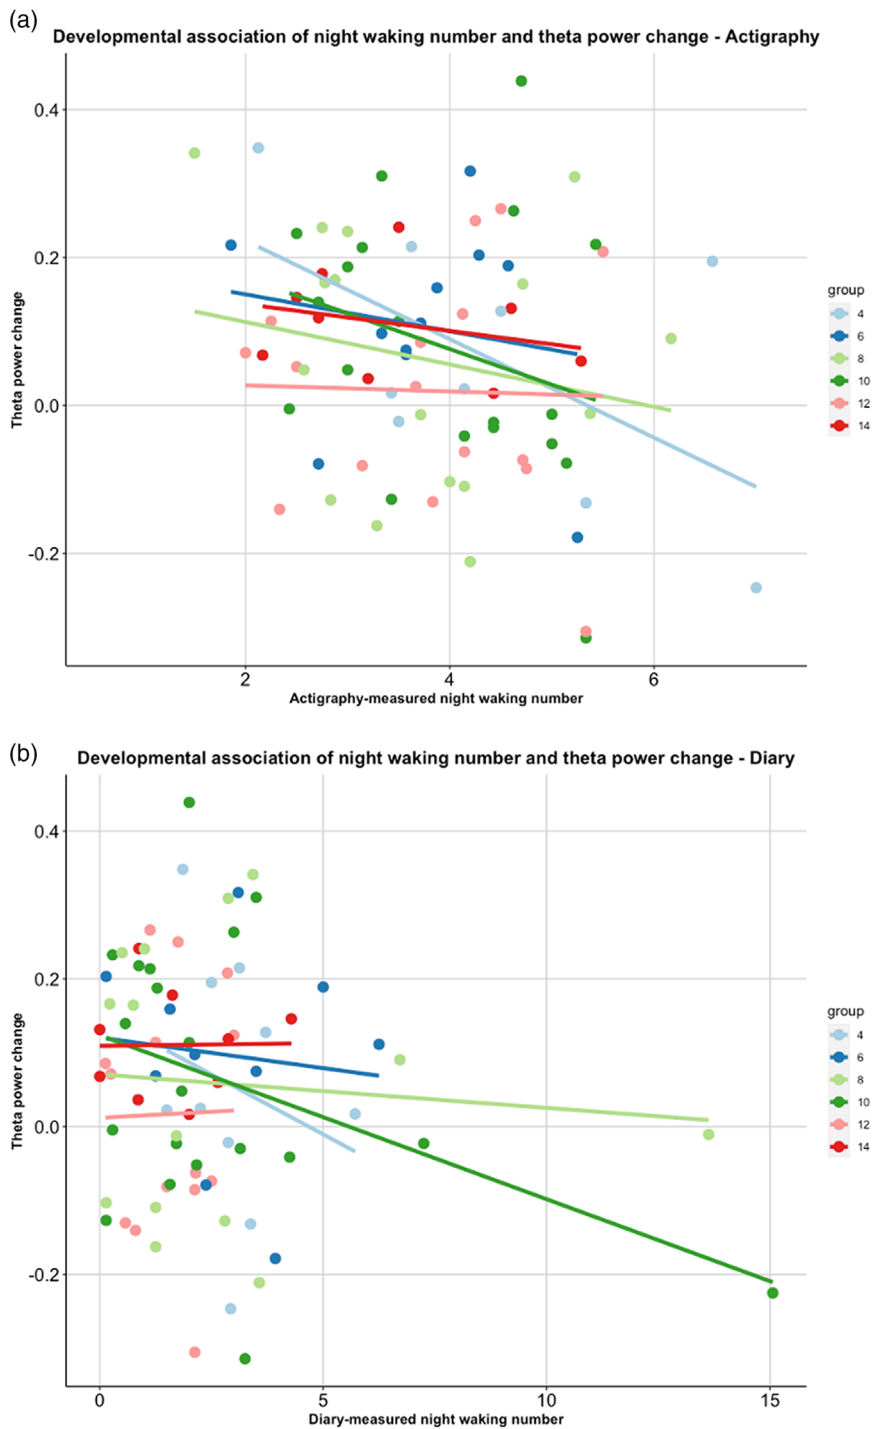 (a)
Developmental association of night waking number and theta power change - Actigraphy
0.4
0.2
0.0
-0.2
Theta power change
2 4 6
Actigraphy-measured night waking number
group
4
6
8
10
12
14
(b)
Developmental association of night waking number and theta power change - Diary
0.4
0.2
0.0
-0.2
Theta power change
0 5 10 15
Diary-measured night waking number
group
4
6
8
10
12
14